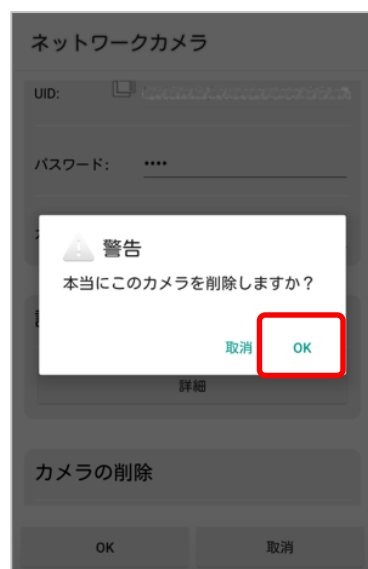 ネットワークカメラ
UID:
パスワード: ••••
警告
本当にこのカメラを削除しますか？
取消 OK
詳細
カメラの削除
OK 取消